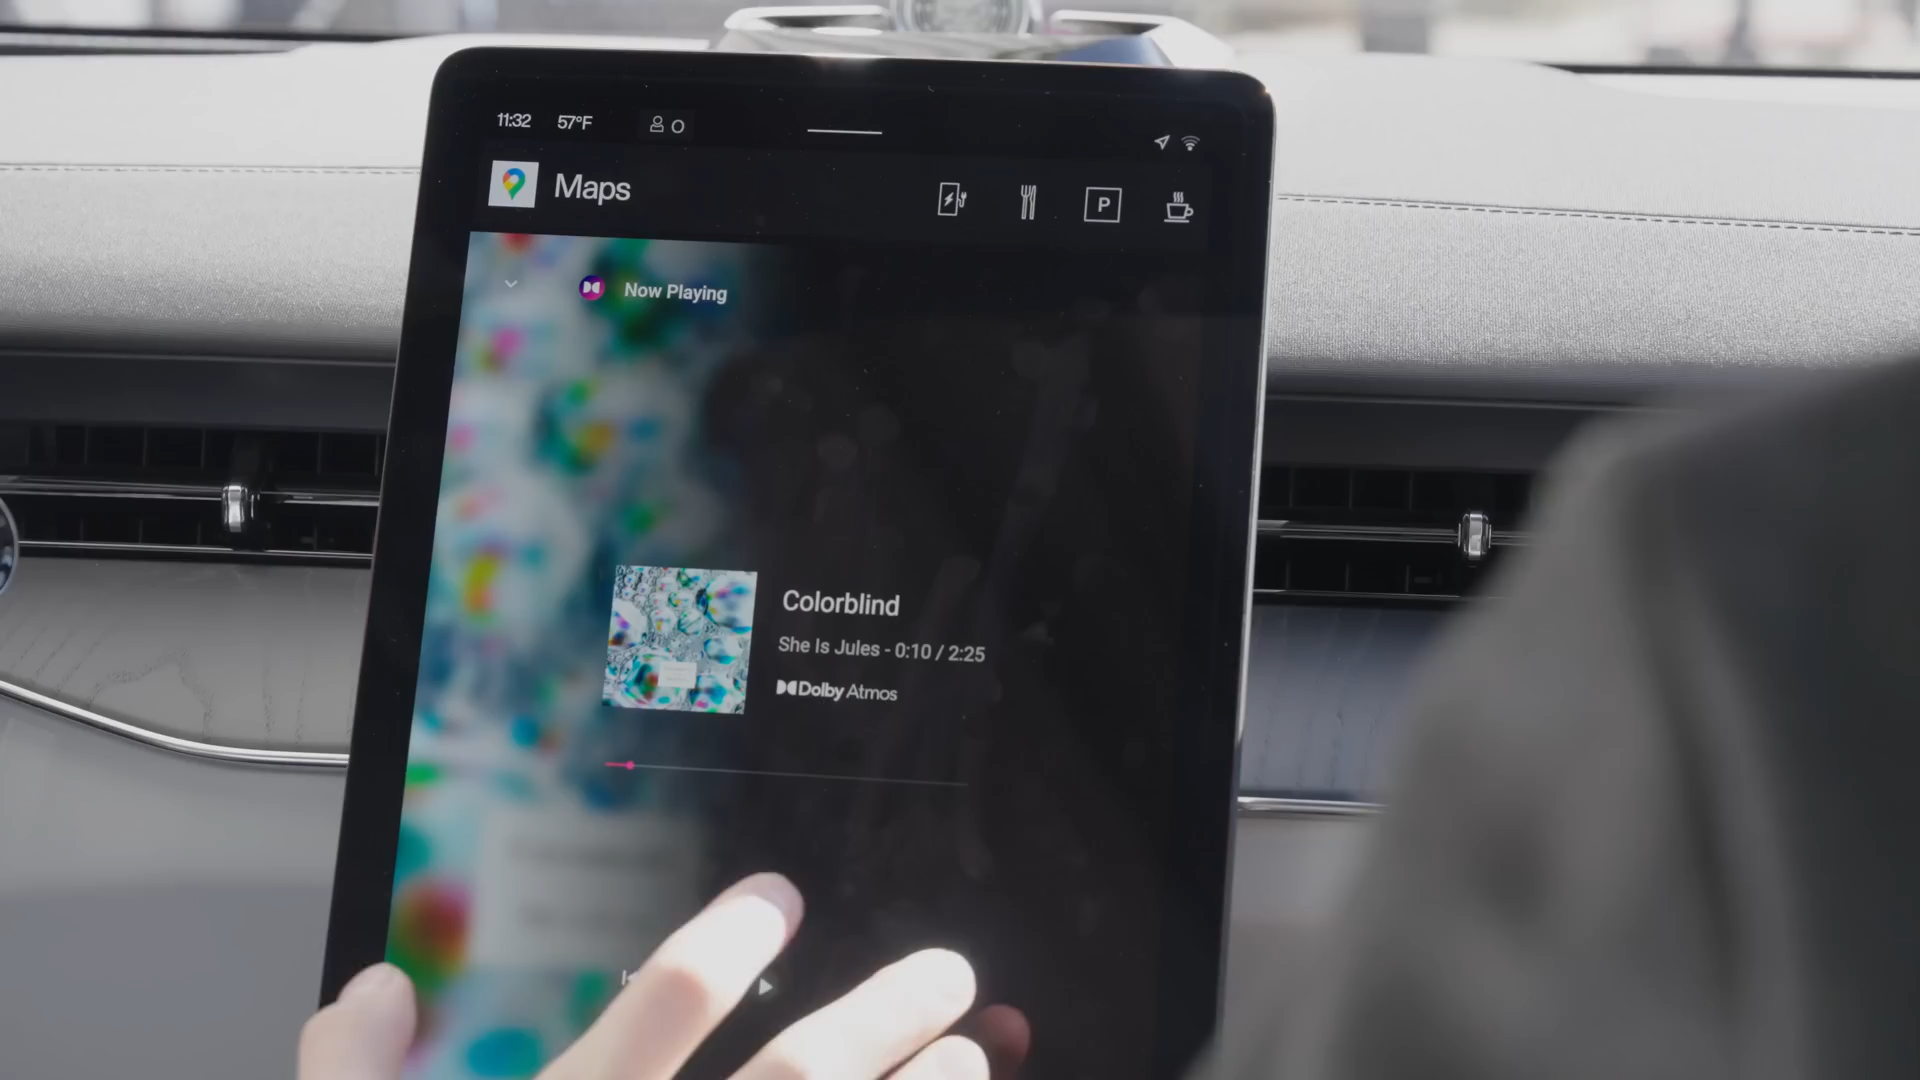 11:32 57°F O
Maps
P
Now Playing
Colorblind
She Is Jules - 0:10 / 2:25
Dolby Atmos